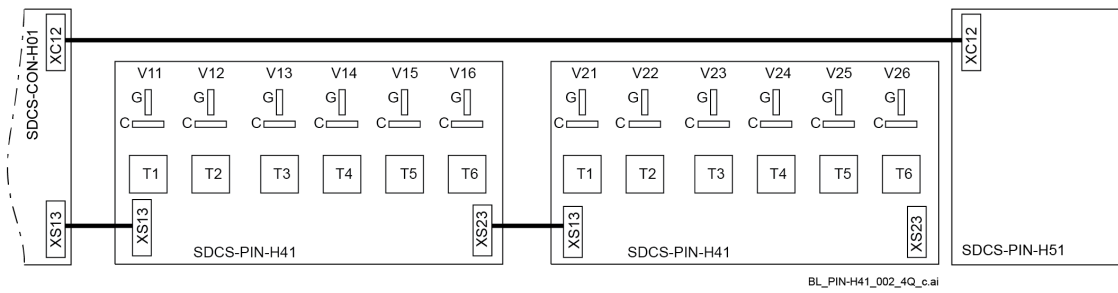 SDCS-CON-H01
XC12
XC12
V11 V12 V13 V14 V15 V16
V21 V22 V23 V24 V25 V26
G G G G G G
G G G G G G
C C C C C C
C C C C C C
T1 T2 T3 T4 T5 T6
T1 T2 T3 T4 T5 T6
XS13
XS13
XS23
XS13
XS23
SDCS-PIN-H41
SDCS-PIN-H41
SDCS-PIN-H51
BL_PIN-H41_002_4Q_c.ai